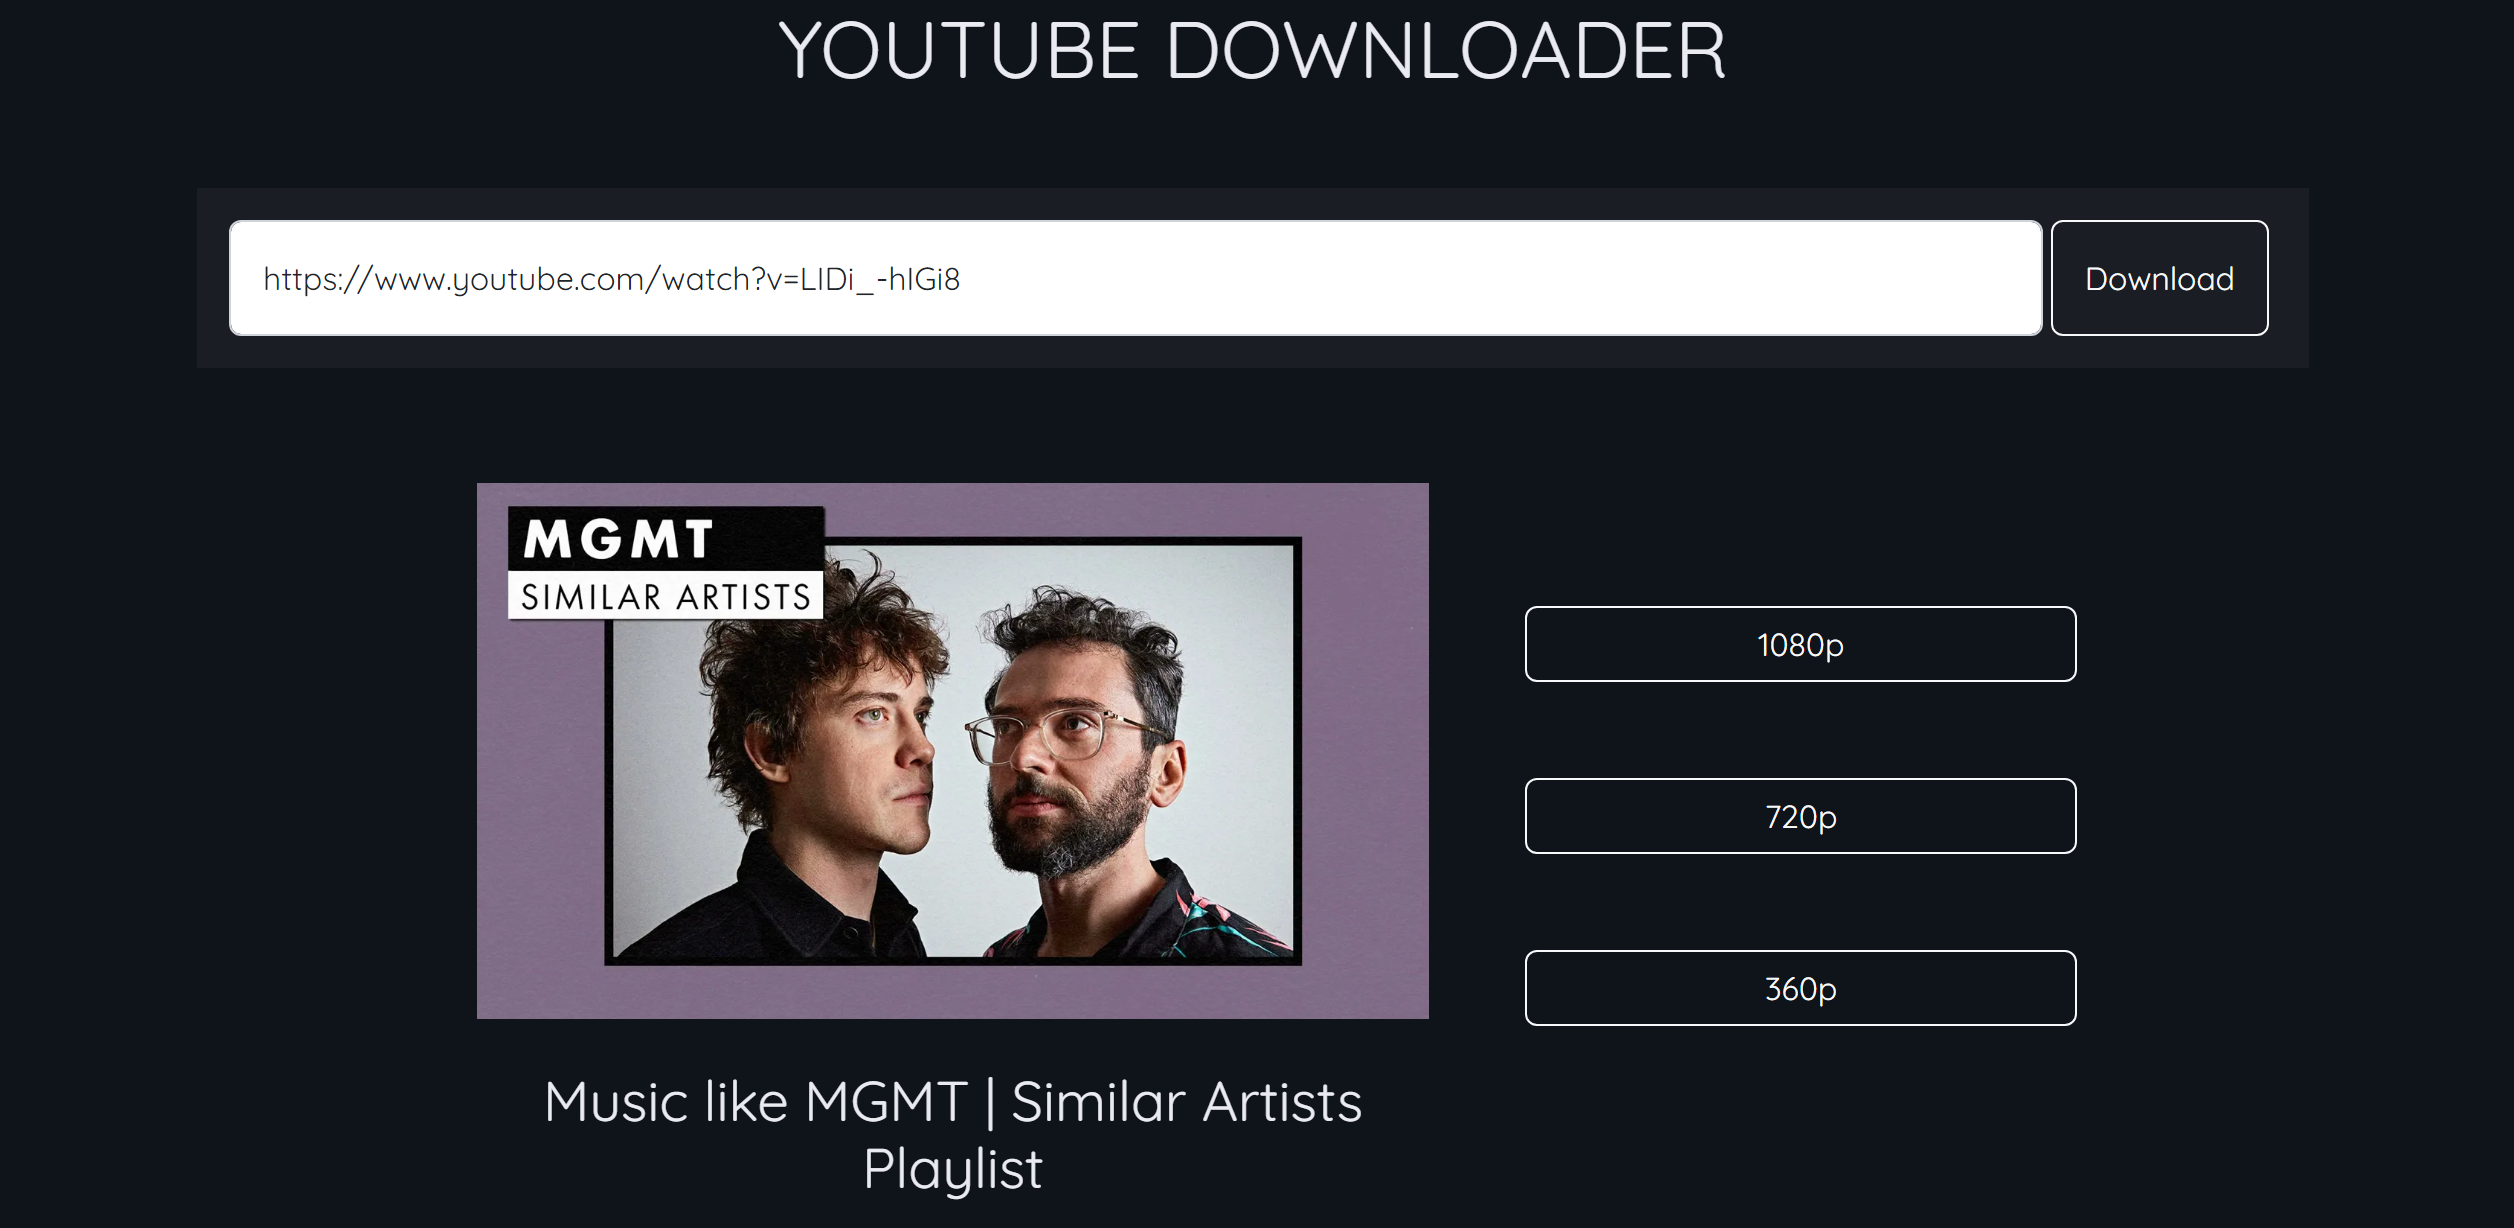 YOUTUBE DOWNLOADER
https://www.youtube.com/watch?v=LIDi_-hIGi8
Download
MGMT
SIMILAR ARTISTS
1080p
720p
360p
Music like MGMT | Similar Artists
Playlist